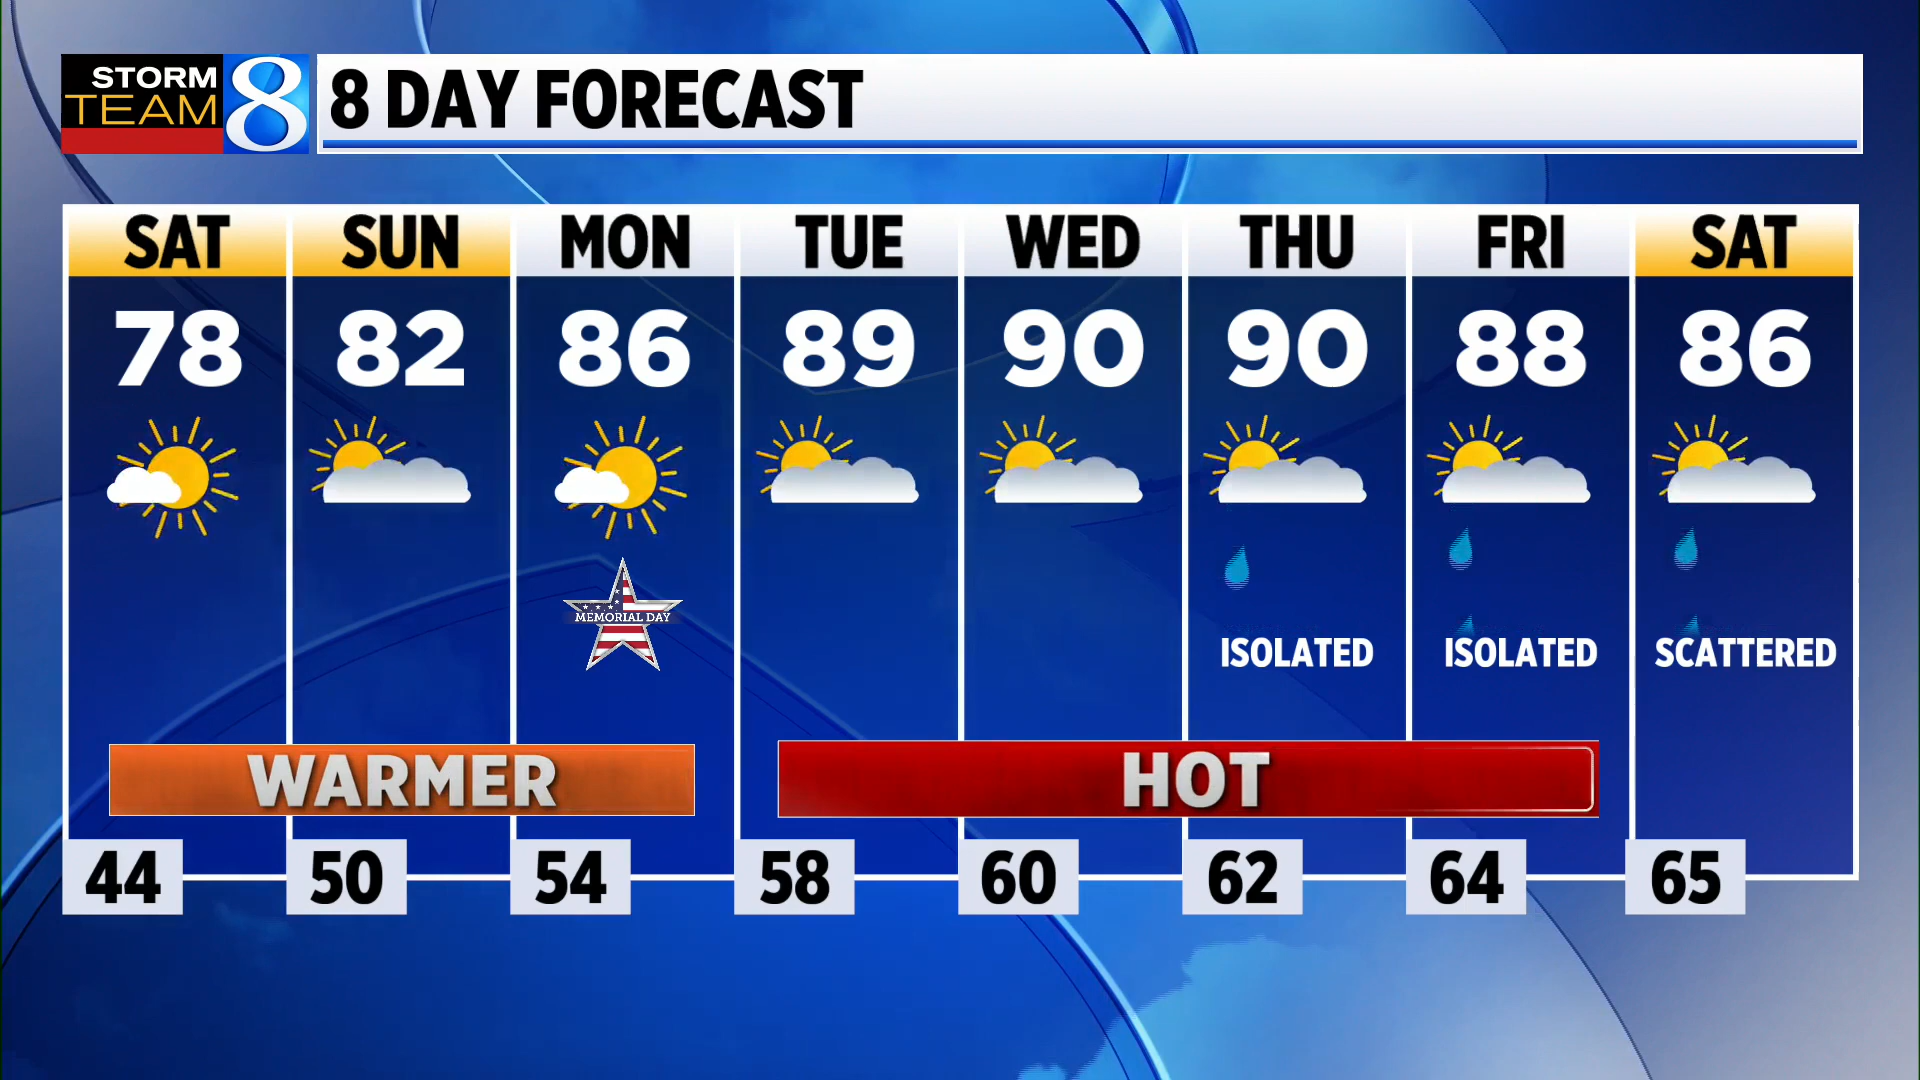 STORM
TEAM
8
8 DAY FORECAST
SAT SUN MON TUE WED THU FRI SAT
78 82 86 89 90 90 88 86
MEMORIAL DAY
ISOLATED ISOLATED SCATTERED
WARMER HOT
44 50 54 58 60 62 64 65